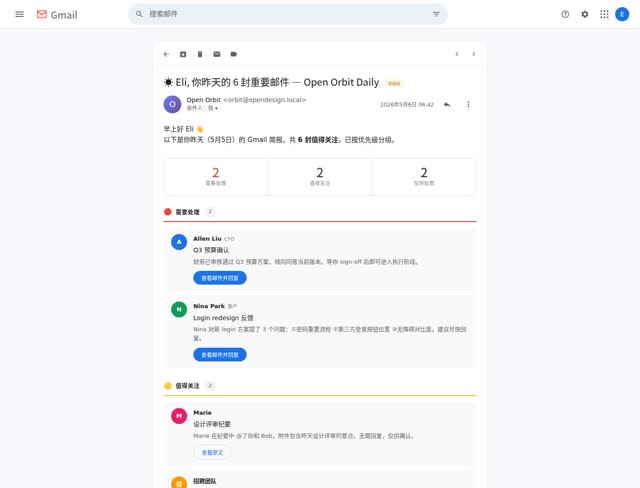 Gmail
搜索邮件
E
☀️ Eli, 你昨天的 6 封重要邮件 — Open Orbit Daily
Orbit
O
Open Orbit <orbit@opendesign.local>
收件人：我 ▾
2026年5月6日 06:42
早上好 Eli 👋
以下是你昨天（5月5日）的 Gmail 简报。共 6 封值得关注，已按优先级分组。
2
需要处理
2
值得关注
2
仅供知悉
🔴 需要处理 2
A
Ailen Liu CFO
Q3 预算确认
财务已审核通过 Q3 预算方案，倾向同意当前版本。等你 sign-off 后即可进入执行阶段。
查看邮件并回复
N
Nina Park 客户
Login redesign 反馈
Nina 对新 login 方案提了 3 个问题：①密码重置流程 ②第三方登录按钮位置 ③无障碍对比度。建议尽快回
复。
查看邮件并回复
🟡 值得关注 2
M
Marie
设计评审纪要
Marie 在纪要中 @了你和 Bob，附件包含昨天设计评审的要点。无需回复，仅供确认。
查看原文
招
招聘团队